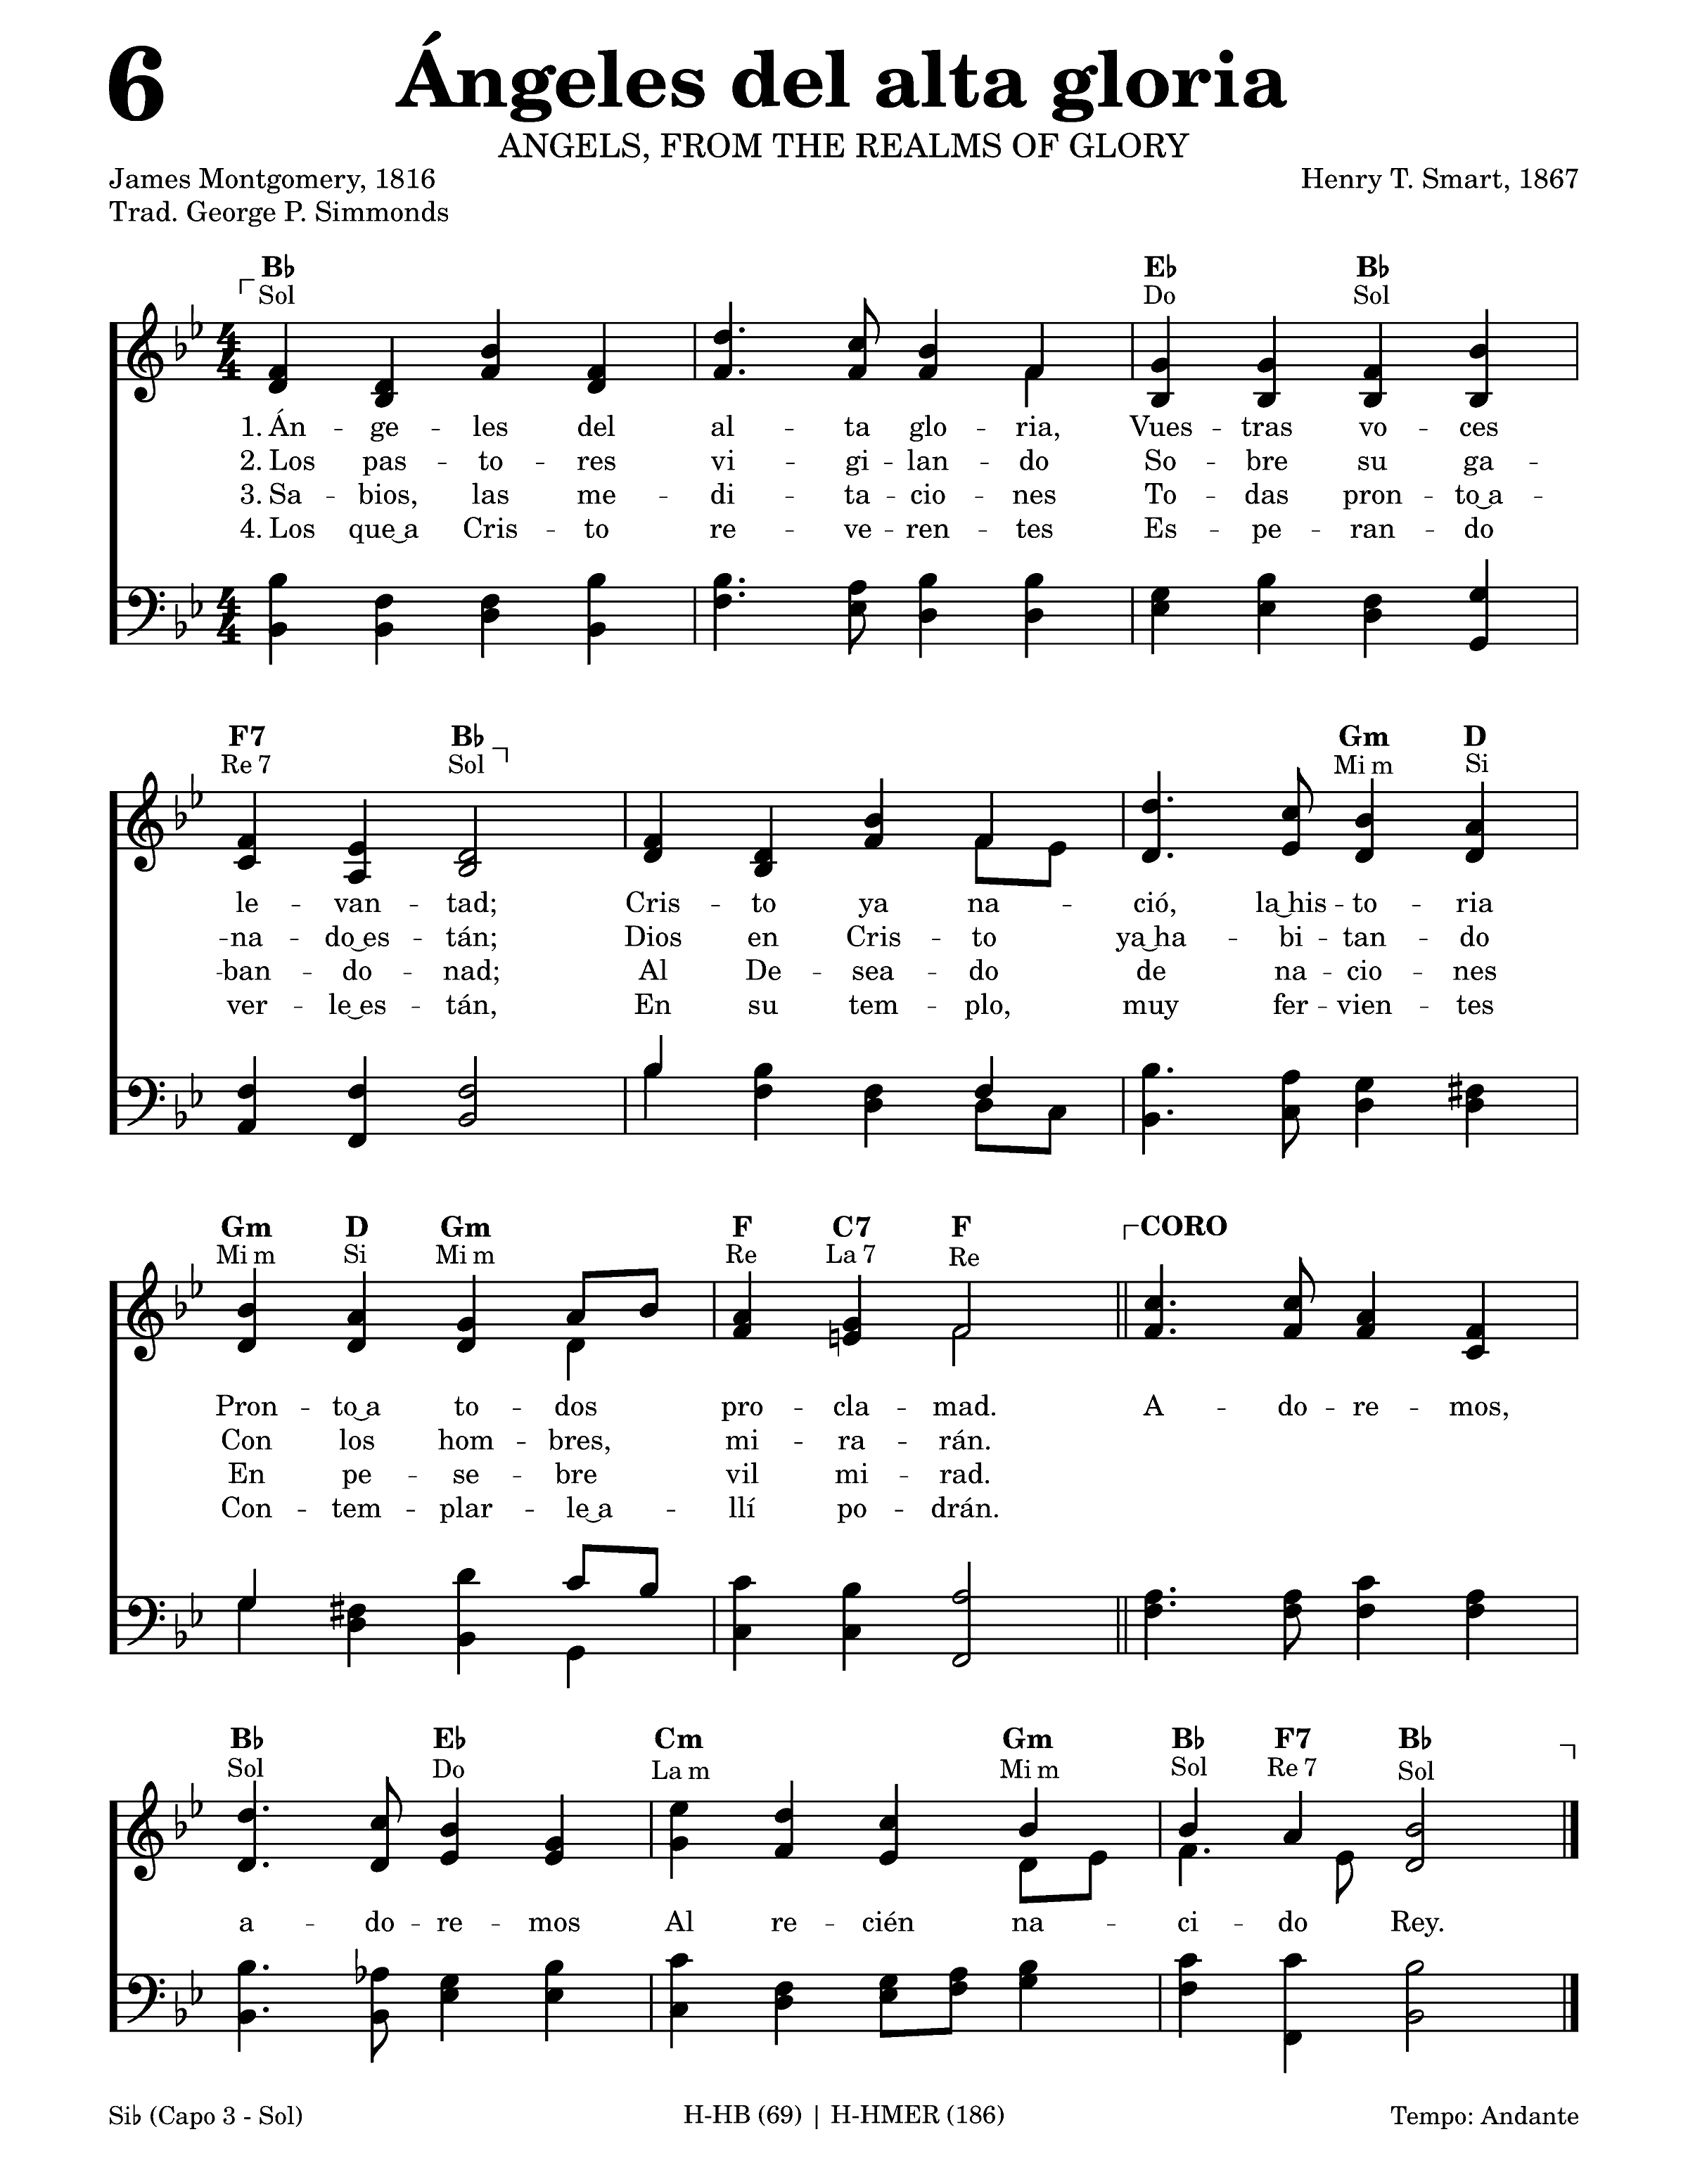 6
Ángeles del alta gloria
ANGELS, FROM THE REALMS OF GLORY
James Montgomery, 1816
Henry T. Smart, 1867
Trad. George P. Simmonds
B♭ E♭ B♭
Sol Do Sol
1. Án - ge - les del al - ta glo - ria, Vues - tras vo - ces
2. Los pas - to - res vi - gi - lan - do So - bre su ga -
3. Sa - bios, las me - di - ta - cio - nes To - das pron - to‿a -
4. Los que‿a Cris - to re - ve - ren - tes Es - pe - ran - do
F7 B♭ Gm D
Re 7 Sol Mi m Si
le - van - tad; Cris - to ya na - ció, la‿his - to - ria
- na - do‿es - tán; Dios en Cris - to ya‿ha - bi - tan - do
- ban - do - nad; Al De - sea - do de na - cio - nes
ver - le‿es - tán, En su tem - plo, muy fer - vien - tes
Gm D Gm F C7 F CORO
Mi m Si Mi m Re La 7 Re
Pron - to‿a to - dos pro - cla - mad. A - do - re - mos,
Con los hom - bres, mi - ra - rán.
En pe - se - bre vil mi - rad.
Con - tem - plar - le‿a - llí po - drán.
B♭ E♭ Cm Gm B♭ F7 B♭
Sol Do La m Mi m Sol Re 7 Sol
a - do - re - mos Al re - cién na - ci - do Rey.
Si♭ (Capo 3 - Sol)
H-HB (69) | H-HMER (186)
Tempo: Andante